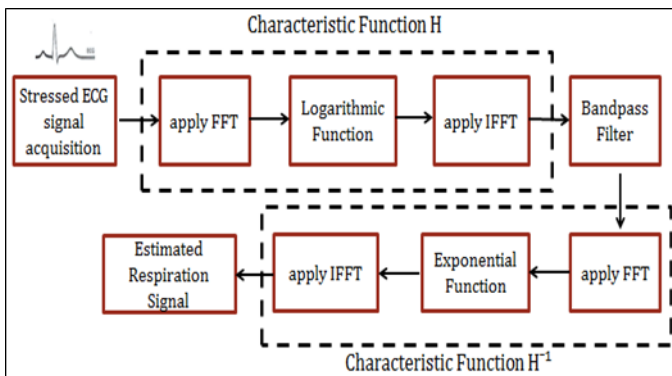 Characteristic Function H
Stressed ECG
signal
acquisition
apply FFT
Logarithmic
Function
apply IFFT
Bandpass
Filter
Estimated
Respiration
Signal
apply IFFT
Exponential
Function
apply FFT
Characteristic Function H⁻¹